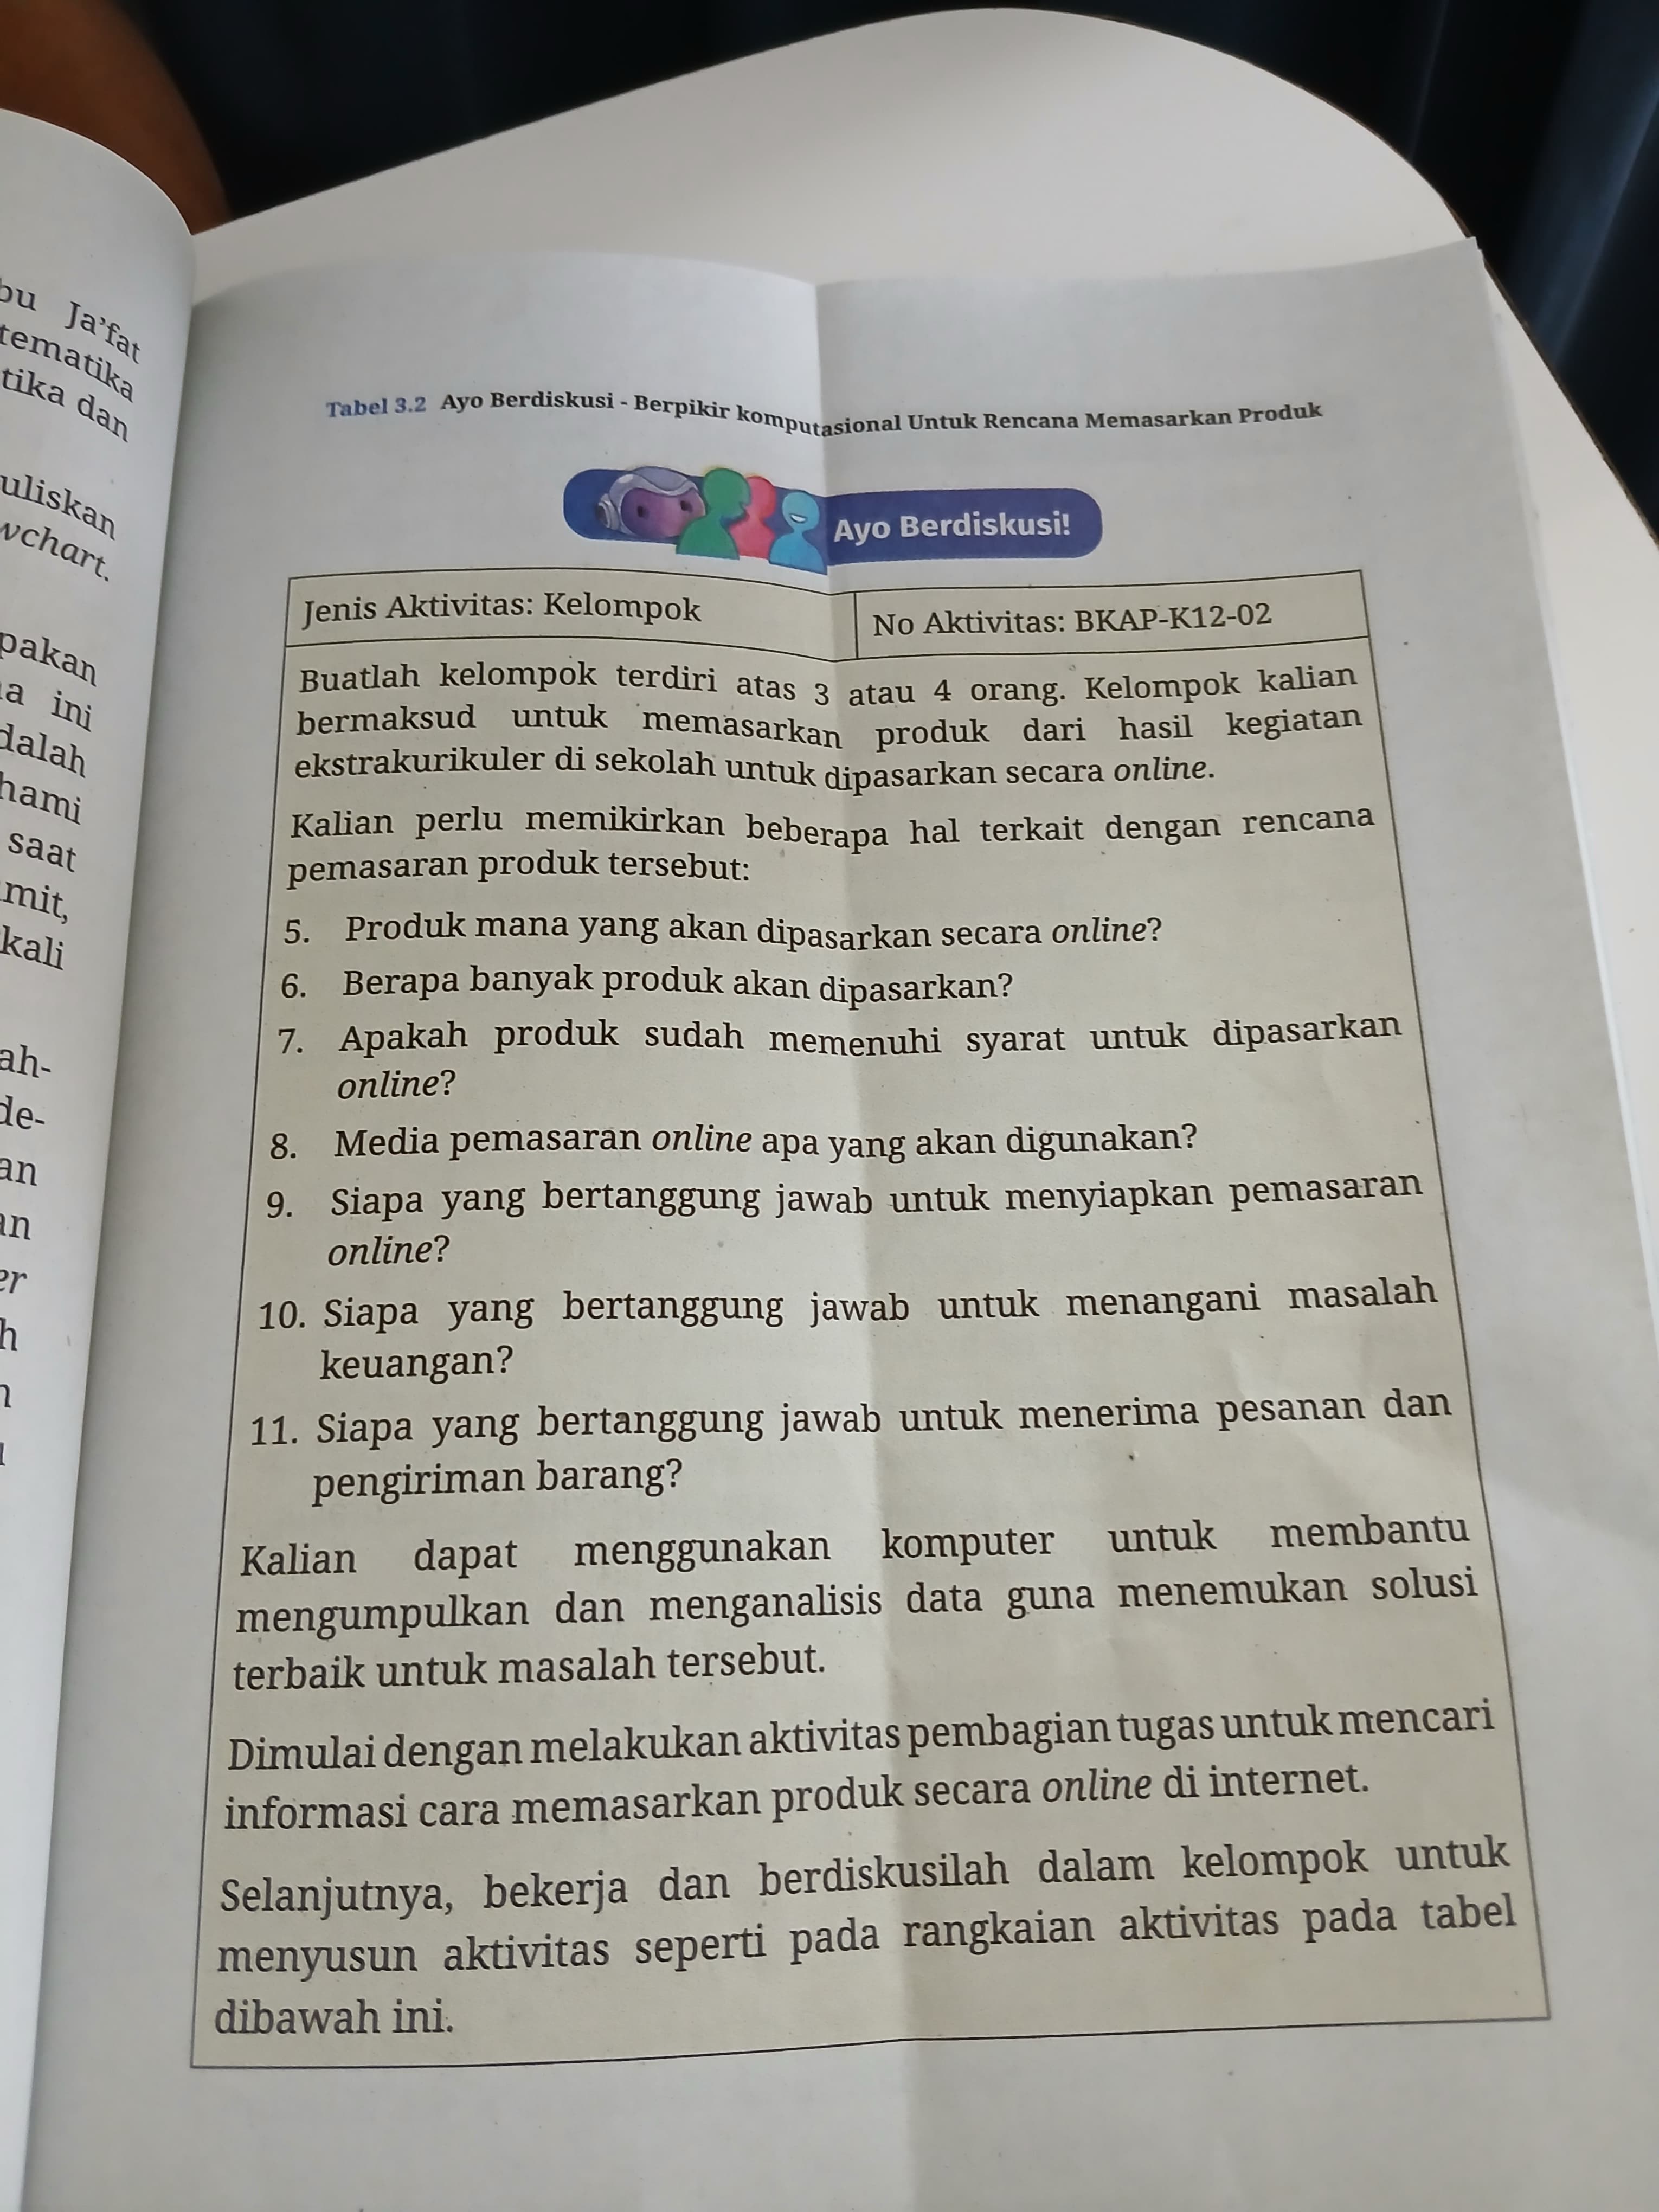 bu Ja'fat
tematika
tika dan
uliskan
wchart.
pakan
a ini
dalah
hami
saat
mit,
kali
ah-
de-
an
an
er
h
Tabel 3.2 Ayo Berdiskusi - Berpikir komputasional Untuk Rencana Memasarkan Produk
Ayo Berdiskusi!
Jenis Aktivitas: Kelompok
No Aktivitas: BKAP-K12-02
Buatlah kelompok terdiri atas 3 atau 4 orang. Kelompok kalian
bermaksud untuk memasarkan produk dari hasil kegiatan
ekstrakurikuler di sekolah untuk dipasarkan secara online.
Kalian perlu memikirkan beberapa hal terkait dengan rencana
pemasaran produk tersebut:
5. Produk mana yang akan dipasarkan secara online?
6. Berapa banyak produk akan dipasarkan?
7. Apakah produk sudah memenuhi syarat untuk dipasarkan
online?
8. Media pemasaran online apa yang akan digunakan?
9. Siapa yang bertanggung jawab untuk menyiapkan pemasaran
online?
10. Siapa yang bertanggung jawab untuk menangani masalah
keuangan?
11. Siapa yang bertanggung jawab untuk menerima pesanan dan
pengiriman barang?
Kalian dapat menggunakan komputer untuk membantu
mengumpulkan dan menganalisis data guna menemukan solusi
terbaik untuk masalah tersebut.
Dimulai dengan melakukan aktivitas pembagian tugas untuk mencari
informasi cara memasarkan produk secara online di internet.
Selanjutnya, bekerja dan berdiskusilah dalam kelompok untuk
menyusun aktivitas seperti pada rangkaian aktivitas pada tabel
dibawah ini.